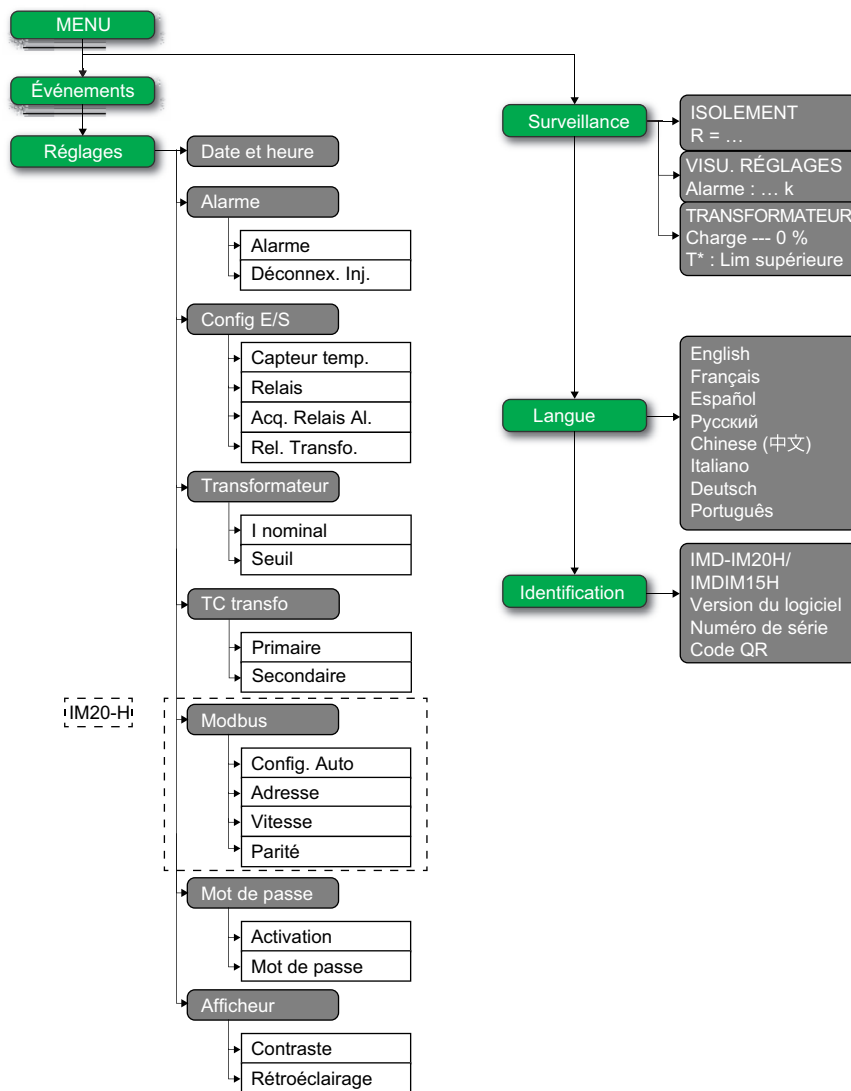 MENU
Événements
Réglages
Date et heure
Alarme
Alarme
Déconnex. Inj.
Config E/S
Capteur temp.
Relais
Acq. Relais Al.
Rel. Transfo.
Transformateur
I nominal
Seuil
TC transfo
Primaire
Secondaire
IM20-H
Modbus
Config. Auto
Adresse
Vitesse
Parité
Mot de passe
Activation
Mot de passe
Afficheur
Contraste
Rétroéclairage
Surveillance
ISOLEMENT
R = …
VISU. RÉGLAGES
Alarme : … k
TRANSFORMATEUR
Charge --- 0 %
T* : Lim supérieure
Langue
English
Français
Español
Русский
Chinese (中文)
Italiano
Deutsch
Português
Identification
IMD-IM20H/
IMDIM15H
Version du logiciel
Numéro de série
Code QR